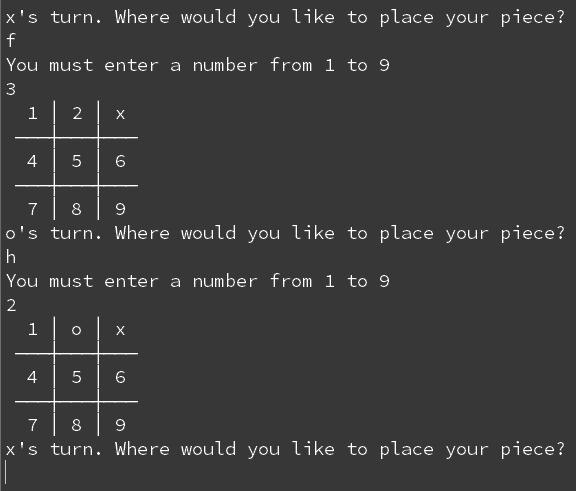 x's turn. Where would you like to place your piece?
f
You must enter a number from 1 to 9
3
1 | 2 | x
4 | 5 | 6
7 | 8 | 9
o's turn. Where would you like to place your piece?
h
You must enter a number from 1 to 9
2
1 | o | x
4 | 5 | 6
7 | 8 | 9
x's turn. Where would you like to place your piece?